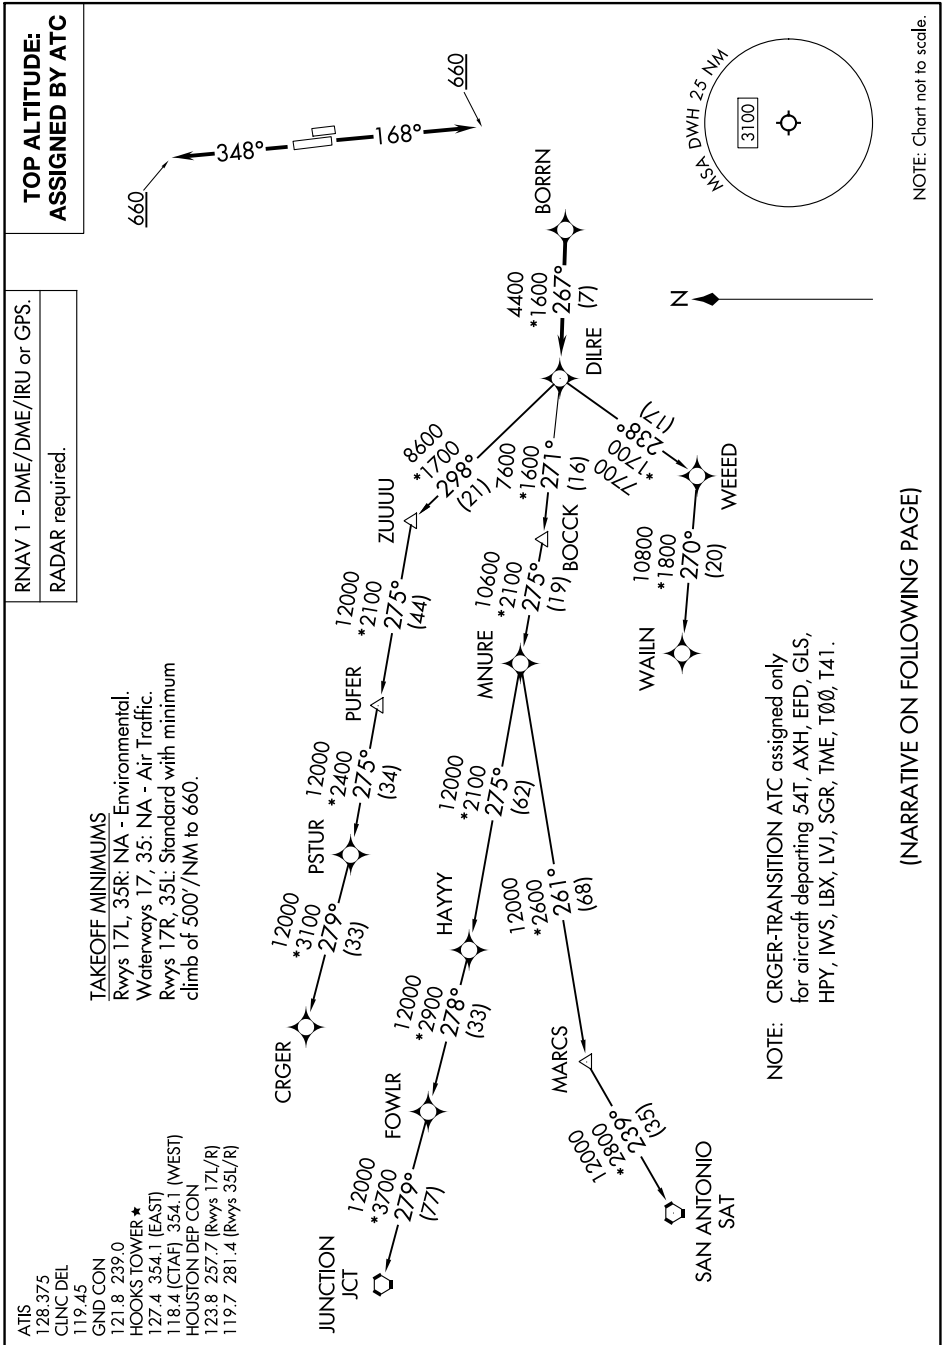 TOP ALTITUDE:
ASSIGNED BY ATC
RNAV 1 - DME/DME/IRU or GPS.
RADAR required.
TAKEOFF MINIMUMS
Rwys 17L, 35R: NA - Environmental.
Waterways 17, 35: NA - Air Traffic.
Rwys 17R, 35L: Standard with minimum
climb of 500'/NM to 660.
ATIS
128.375
CLNC DEL
119.45
GND CON
121.8 239.0
HOOKS TOWER ★
127.4 354.1 (EAST)
118.4 (CTAF) 354.1 (WEST)
HOUSTON DEP CON
123.8 257.7 (Rwys 17L/R)
119.7 281.4 (Rwys 35L/R)
660
348°
168°
660
MSA DWH 25 NM
3100
NOTE: Chart not to scale.
N
BORRN
4400
*1600
267°
(7)
DILRE
8600
*1700
298°
(21)
ZUUUU
12000
*2100
275°
(44)
PUFER
12000
*2400
275°
(34)
PSTUR
12000
*3100
279°
(33)
CRGER
7600
*1600
271°
(16)
BOCCK
10600
*2100
275°
(19)
MNURE
12000
*2100
275°
(62)
HAYYY
12000
*2900
278°
(33)
FOWLR
12000
*3700
279°
(77)
JUNCTION
JCT
12000
*2600
261°
(68)
MARCS
12000
*2800
239°
(35)
SAN ANTONIO
SAT
7700
*1700
238°
(17)
WEEED
10800
*1800
270°
(20)
WAILN
NOTE: CRGER-TRANSITION ATC assigned only
for aircraft departing 54T, AXH, EFD, GLS,
HPY, IWS, LBX, LVJ, SGR, TME, TØØ, T41.
(NARRATIVE ON FOLLOWING PAGE)